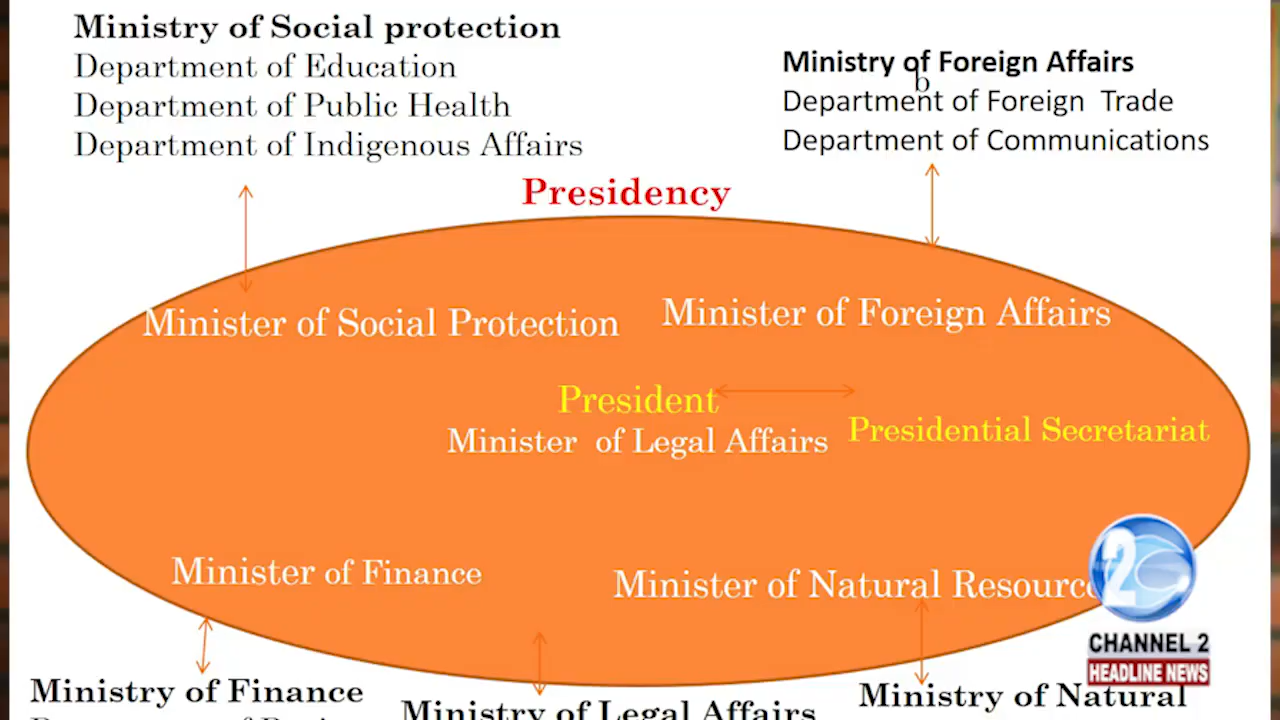 Ministry of Social protection
Department of Education
Department of Public Health
Department of Indigenous Affairs
Ministry of Foreign Affairs
b
Department of Foreign Trade
Department of Communications
Presidency
Minister of Social Protection
Minister of Foreign Affairs
President
Minister of Legal Affairs
Presidential Secretariat
Minister of Finance
Minister of Natural
2
CHANNEL 2
HEADLINE NEWS
Ministry of Finance
Ministry of Legal Affairs
Ministry of Natural